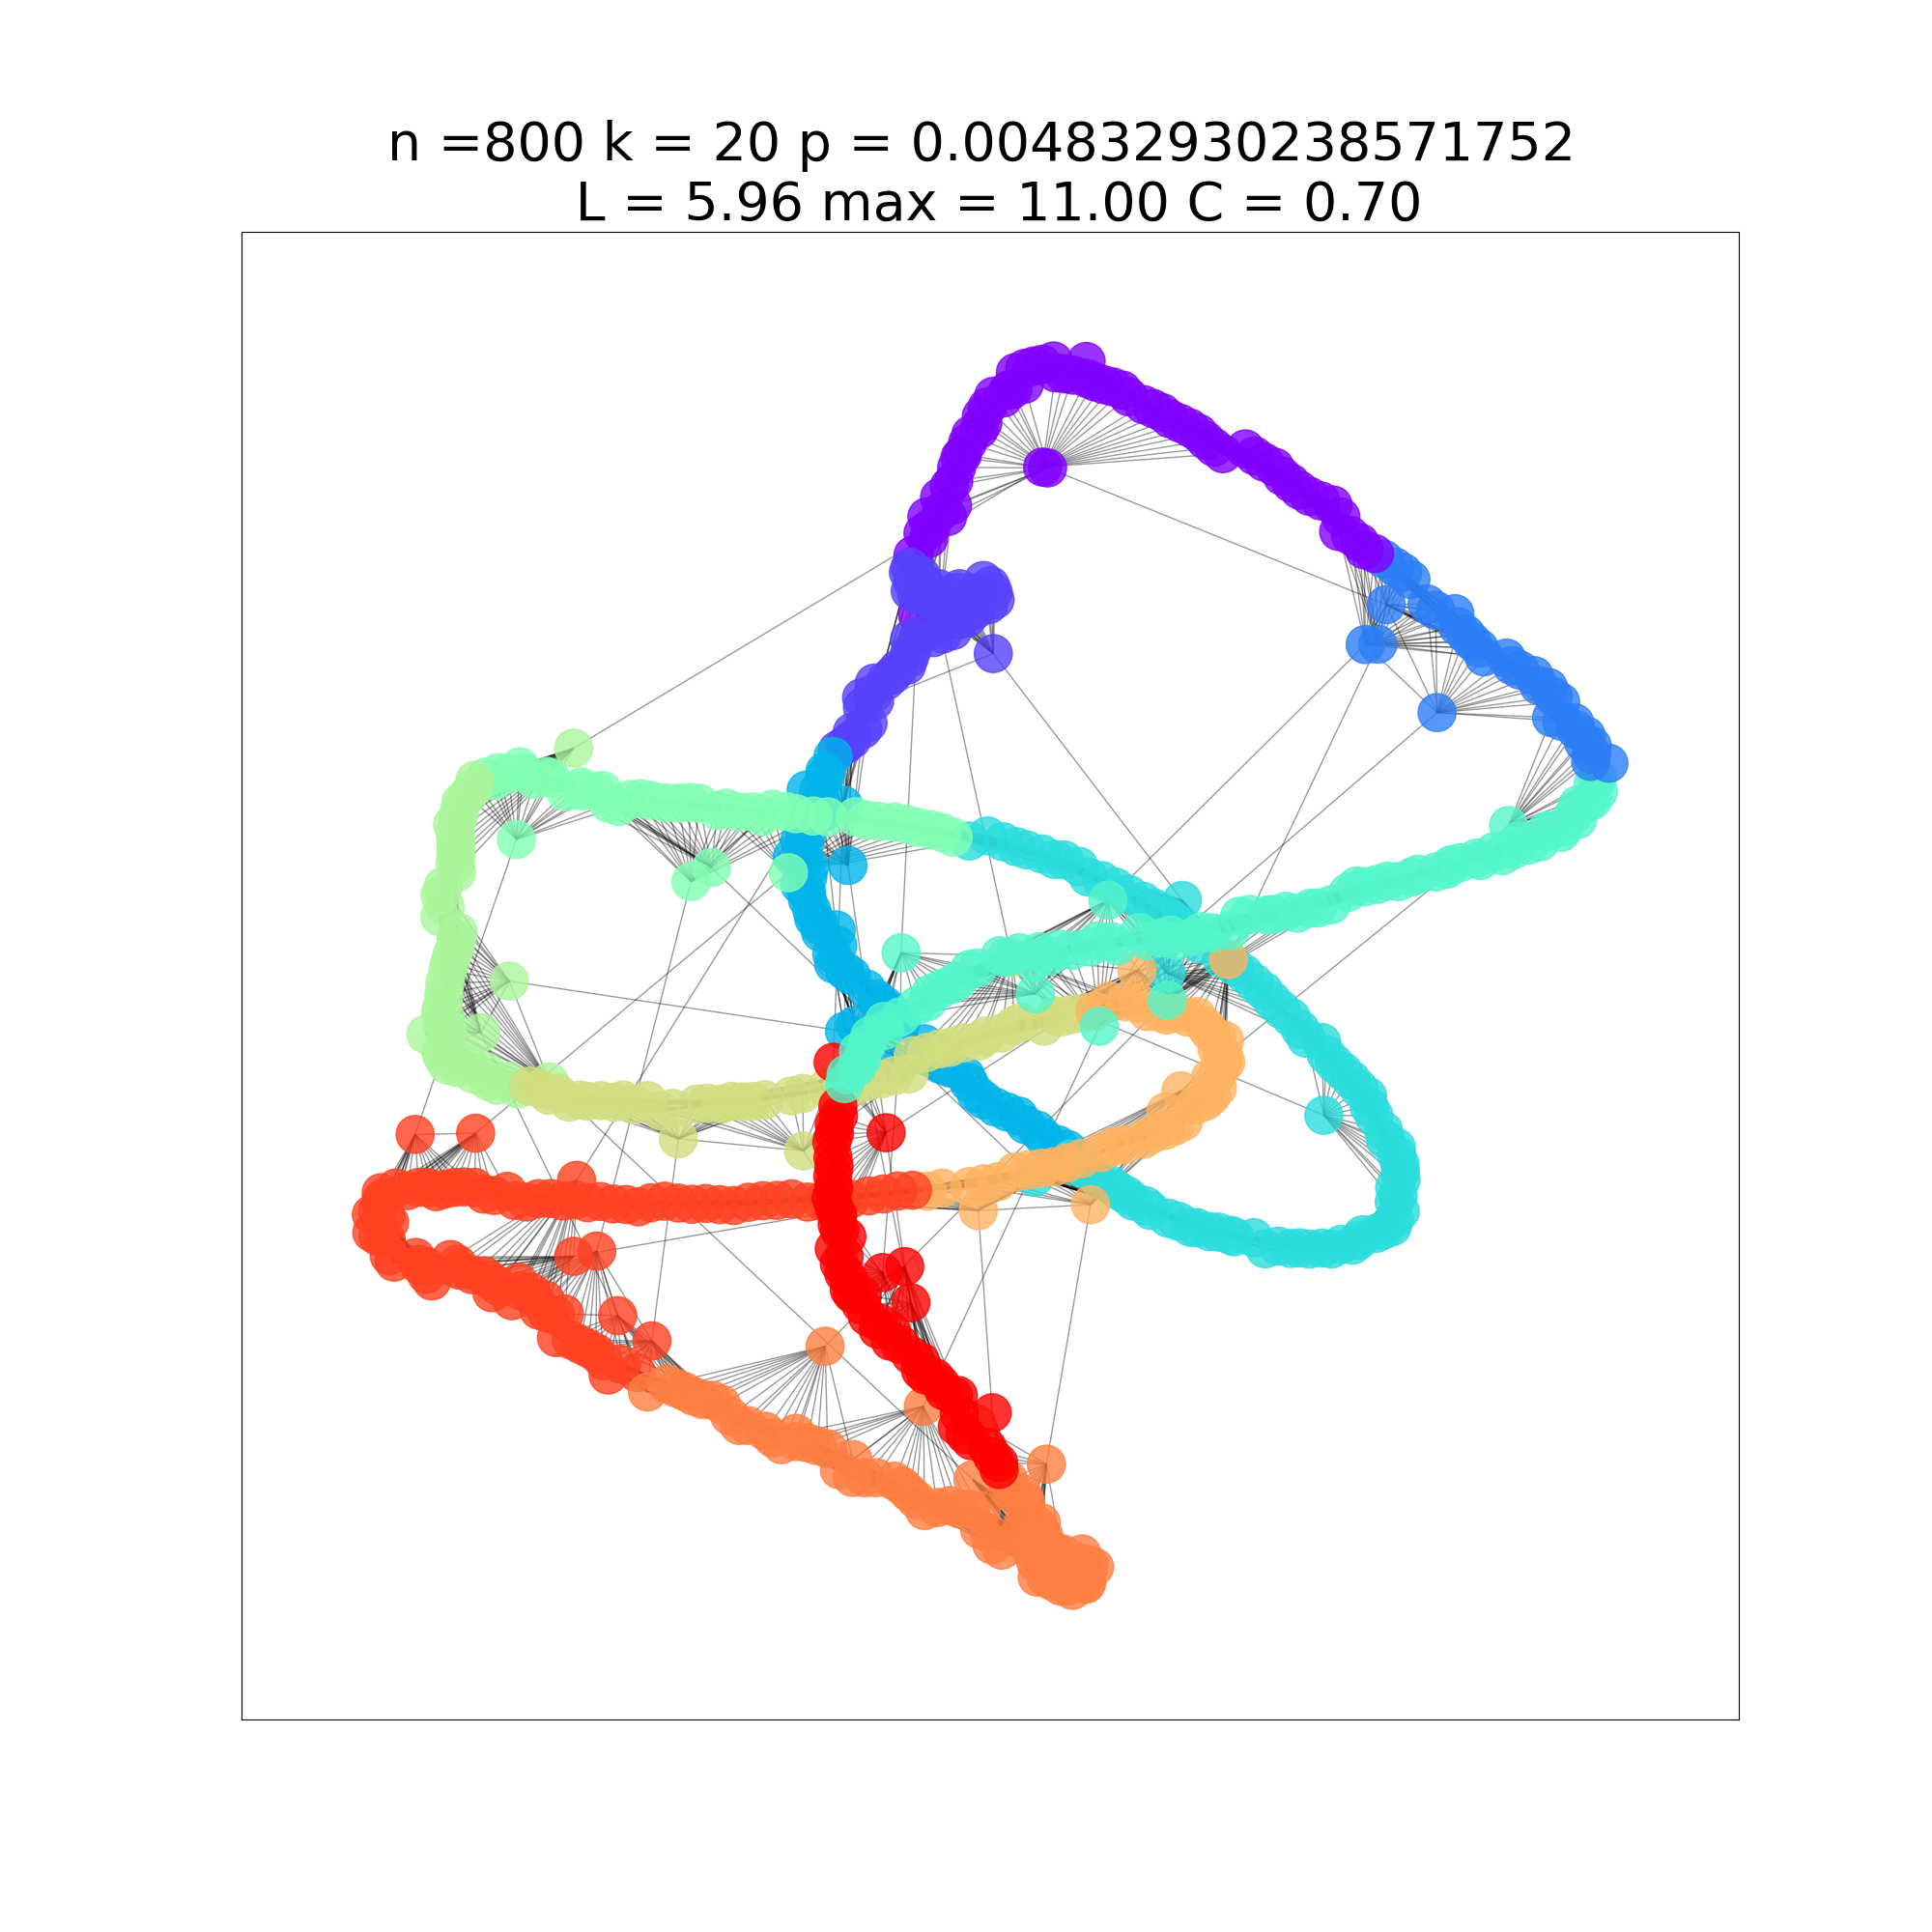 n =800 k = 20 p = 0.004832930238571752
L = 5.96 max = 11.00 C = 0.70